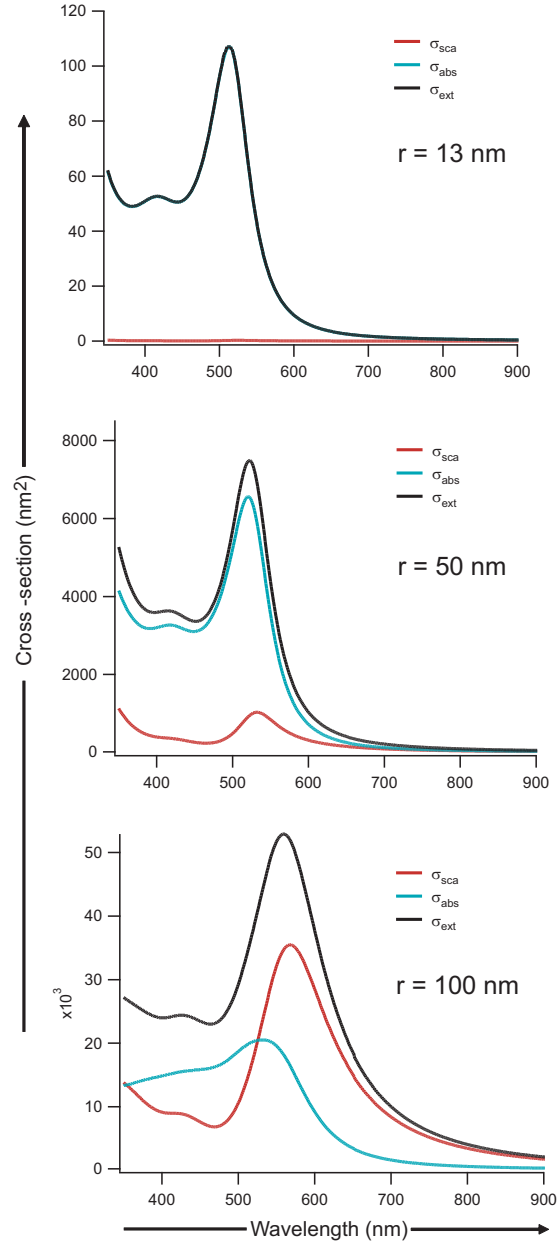 Cross -section (nm²)
120
100
80
60
40
20
0
400 500 600 700 800 900
σsca
σabs
σext
r = 13 nm
8000
6000
4000
2000
0
400 500 600 700 800 900
σsca
σabs
σext
r = 50 nm
50
40
30
20
10
0
x10³
400 500 600 700 800 900
σsca
σabs
σext
r = 100 nm
Wavelength (nm)